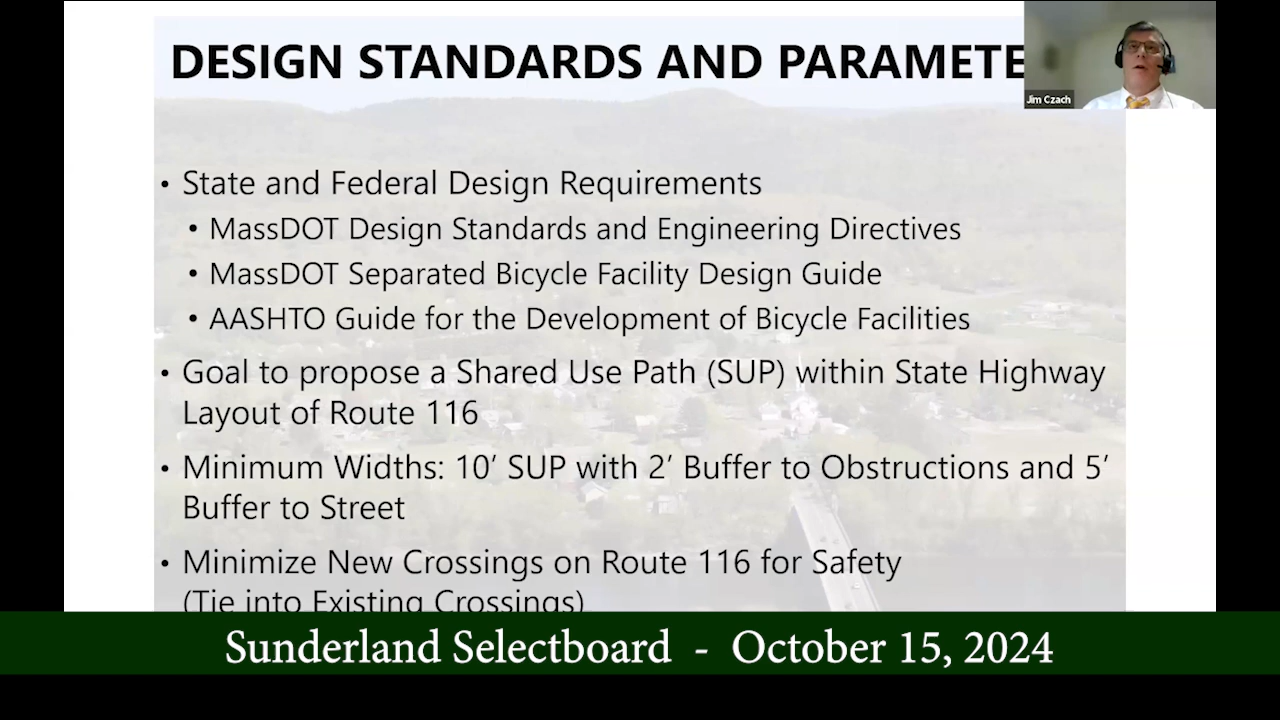 DESIGN STANDARDS AND PARAMETE
Jim Czach
• State and Federal Design Requirements
• MassDOT Design Standards and Engineering Directives
• MassDOT Separated Bicycle Facility Design Guide
• AASHTO Guide for the Development of Bicycle Facilities
• Goal to propose a Shared Use Path (SUP) within State Highway
Layout of Route 116
• Minimum Widths: 10’ SUP with 2’ Buffer to Obstructions and 5’
Buffer to Street
• Minimize New Crossings on Route 116 for Safety
(Tie into Existing Crossings)
Sunderland Selectboard - October 15, 2024